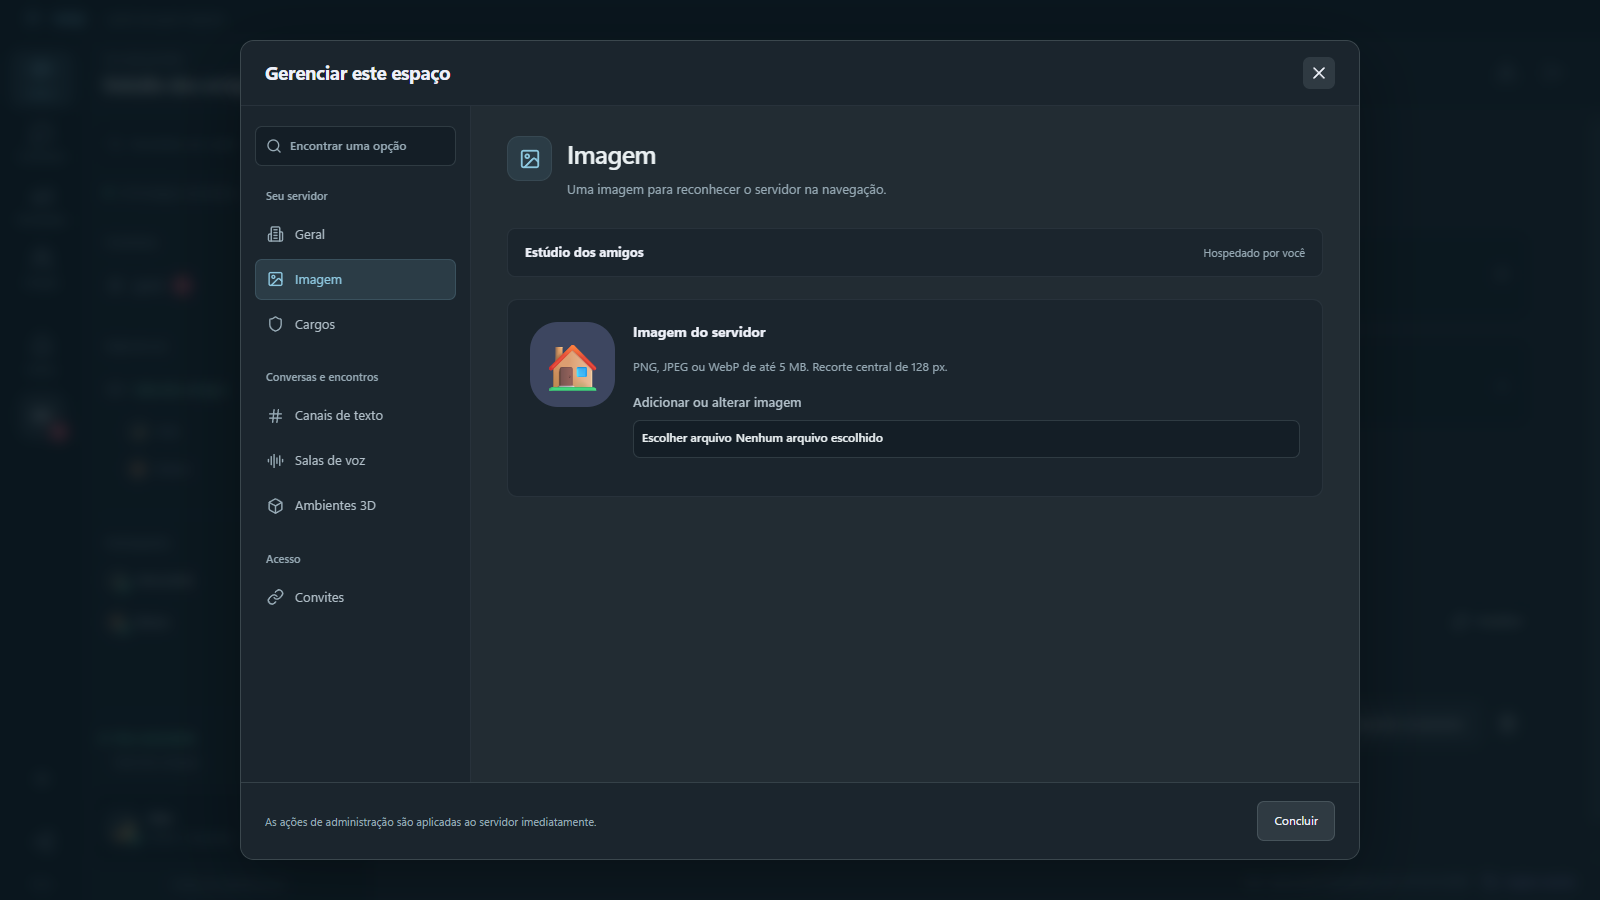 Gerenciar este espaço
Encontrar uma opção
Seu servidor
Geral
Imagem
Cargos
Conversas e encontros
Canais de texto
Salas de voz
Ambientes 3D
Acesso
Convites
Imagem
Uma imagem para reconhecer o servidor na navegação.
Estúdio dos amigos
Hospedado por você
Imagem do servidor
PNG, JPEG ou WebP de até 5 MB. Recorte central de 128 px.
Adicionar ou alterar imagem
Escolher arquivo Nenhum arquivo escolhido
As ações de administração são aplicadas ao servidor imediatamente.
Concluir